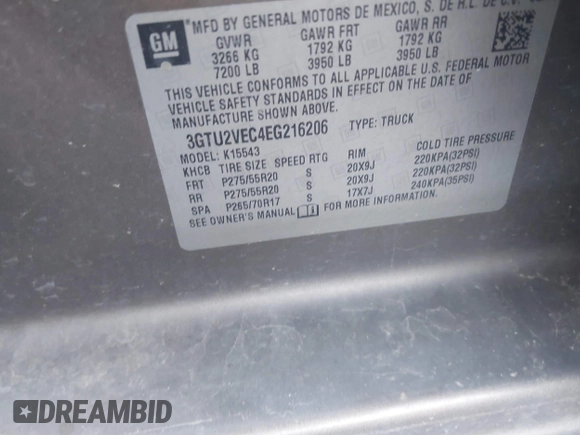 GM
*MFD BY GENERAL MOTORS DE MEXICO, S. DE R.L. DE C.V.
GVWR GAWR FRT GAWR RR
3266 KG 1792 KG 1792 KG
7200 LB 3950 LB 3950 LB
THIS VEHICLE CONFORMS TO ALL APPLICABLE U.S. FEDERAL MOTOR
VEHICLE SAFETY STANDARDS IN EFFECT ON THE DATE OF
MANUFACTURE SHOWN ABOVE.
3GTU2VEC4EG216206 TYPE: TRUCK
MODEL: K15543
KHCB TIRE SIZE SPEED RTG RIM COLD TIRE PRESSURE
FRT P275/55R20 S 20X9J 220KPA(32PSI)
RR P275/55R20 S 20X9J 220KPA(32PSI)
SPA P265/70R17 S 17X7J 240KPA(35PSI)
SEE OWNER'S MANUAL FOR MORE INFORMATION.
DREAMBID